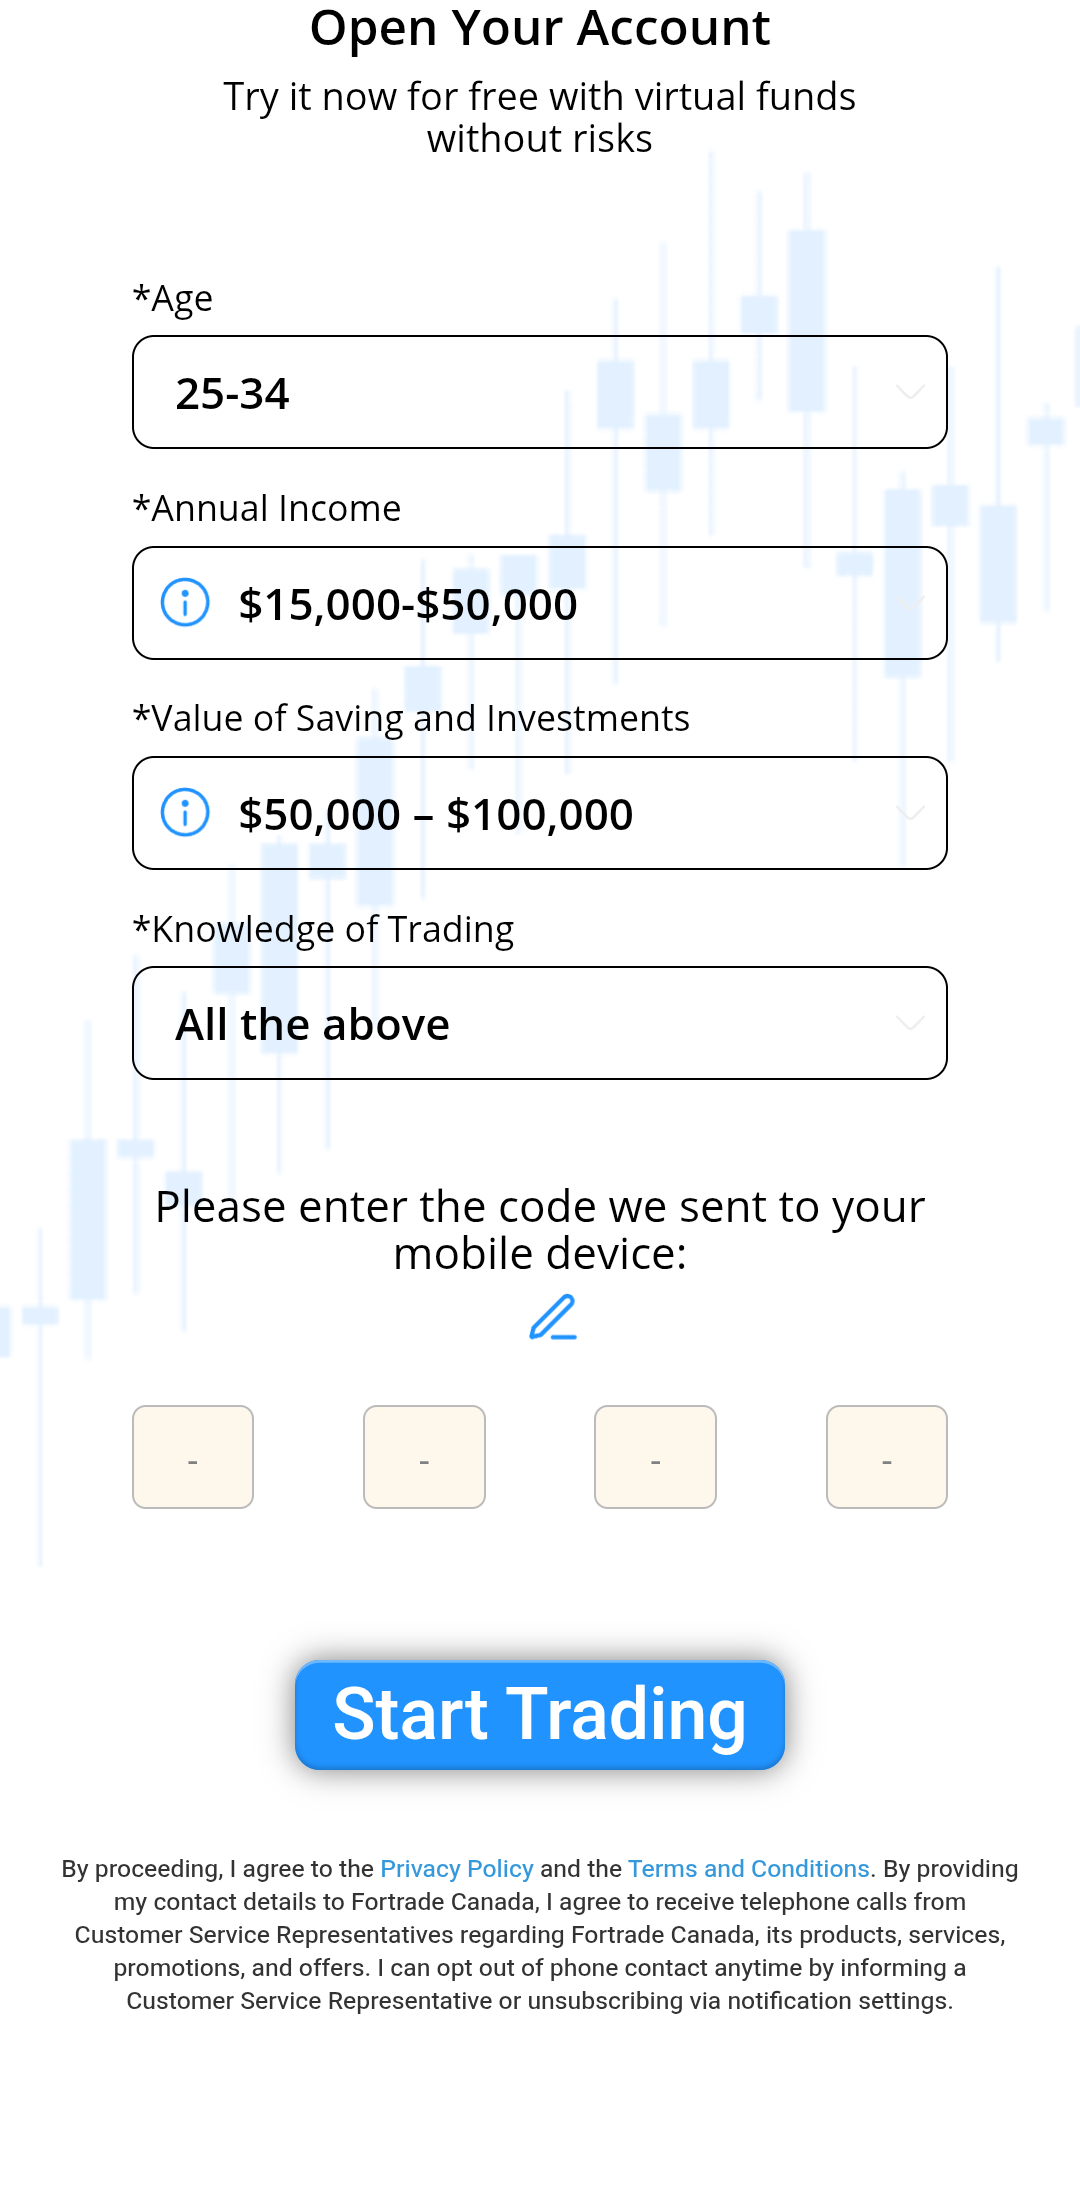 Open Your Account
Try it now for free with virtual funds
without risks
*Age
25-34
*Annual Income
$15,000-$50,000
*Value of Saving and Investments
$50,000 – $100,000
*Knowledge of Trading
All the above
Please enter the code we sent to your
mobile device:
- - - -
Start Trading
By proceeding, I agree to the Privacy Policy and the Terms and Conditions. By providing
my contact details to Fortrade Canada, I agree to receive telephone calls from
Customer Service Representatives regarding Fortrade Canada, its products, services,
promotions, and offers. I can opt out of phone contact anytime by informing a
Customer Service Representative or unsubscribing via notification settings.